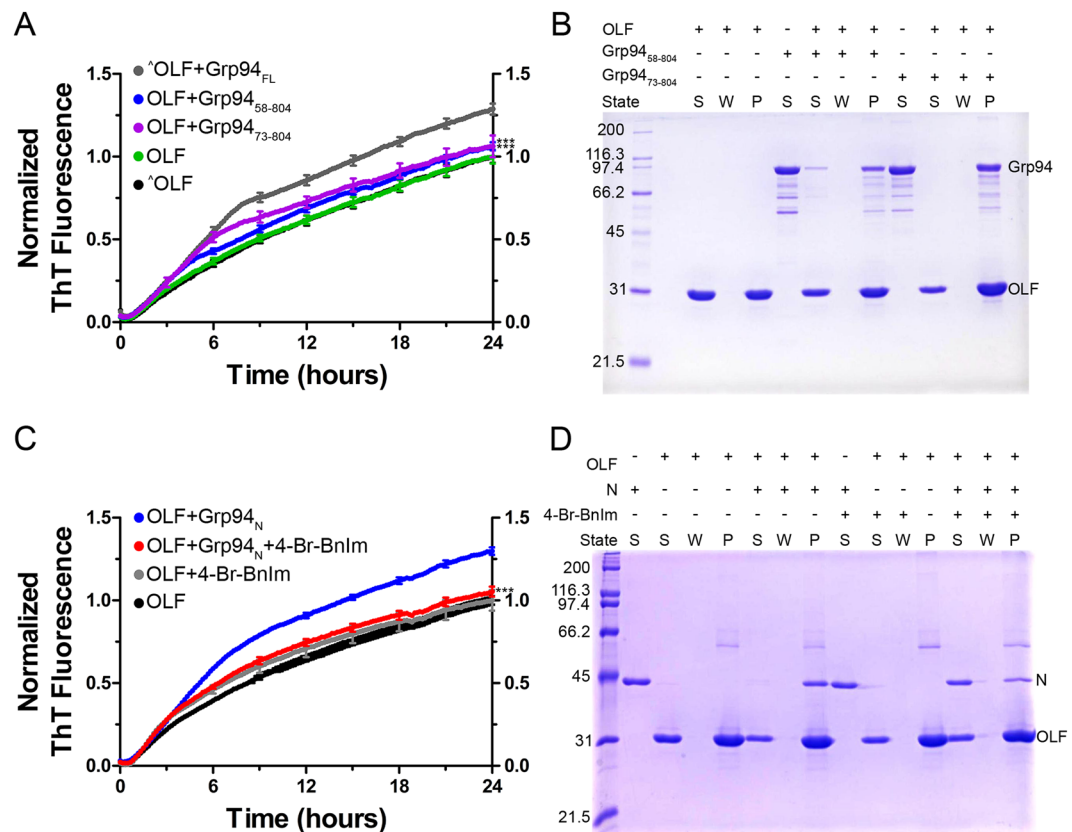 A
Normalized
ThT Fluorescence
1.5
1.0
0.5
0.0
^OLF+Grp94FL
OLF+Grp9458-804
OLF+Grp9473-804
OLF
^OLF
1.5
1.0
0.5
0.0
***
***
0 6 12 18 24
Time (hours)
B
OLF + + + - + + + - + + +
Grp9458-804 - - - + + + + - - - -
Grp9473-804 - - - - - - - + + + +
State S W P S S W P S S W P
200
116.3
97.4
66.2
45
31
21.5
Grp94
OLF
C
Normalized
ThT Fluorescence
1.5
1.0
0.5
0.0
OLF+Grp94N
OLF+Grp94N+4-Br-BnIm
OLF+4-Br-BnIm
OLF
1.5
1.0
0.5
0.0
***
0 6 12 18 24
Time (hours)
D
OLF - + + + + + + - + + + + + +
N + - - - + + + + - - - + + +
4-Br-BnIm - - - - - - - + + + + + + +
State S S W P S W P S S W P S W P
200
116.3
97.4
66.2
45
31
21.5
N
OLF